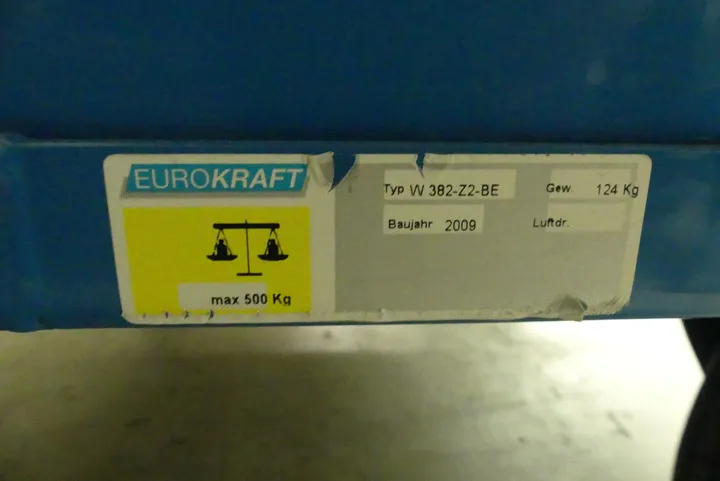 EUROKRAFT
max 500 Kg
Typ W 382-Z2-BE
Gew. 124 Kg
Baujahr 2009
Luftdr.